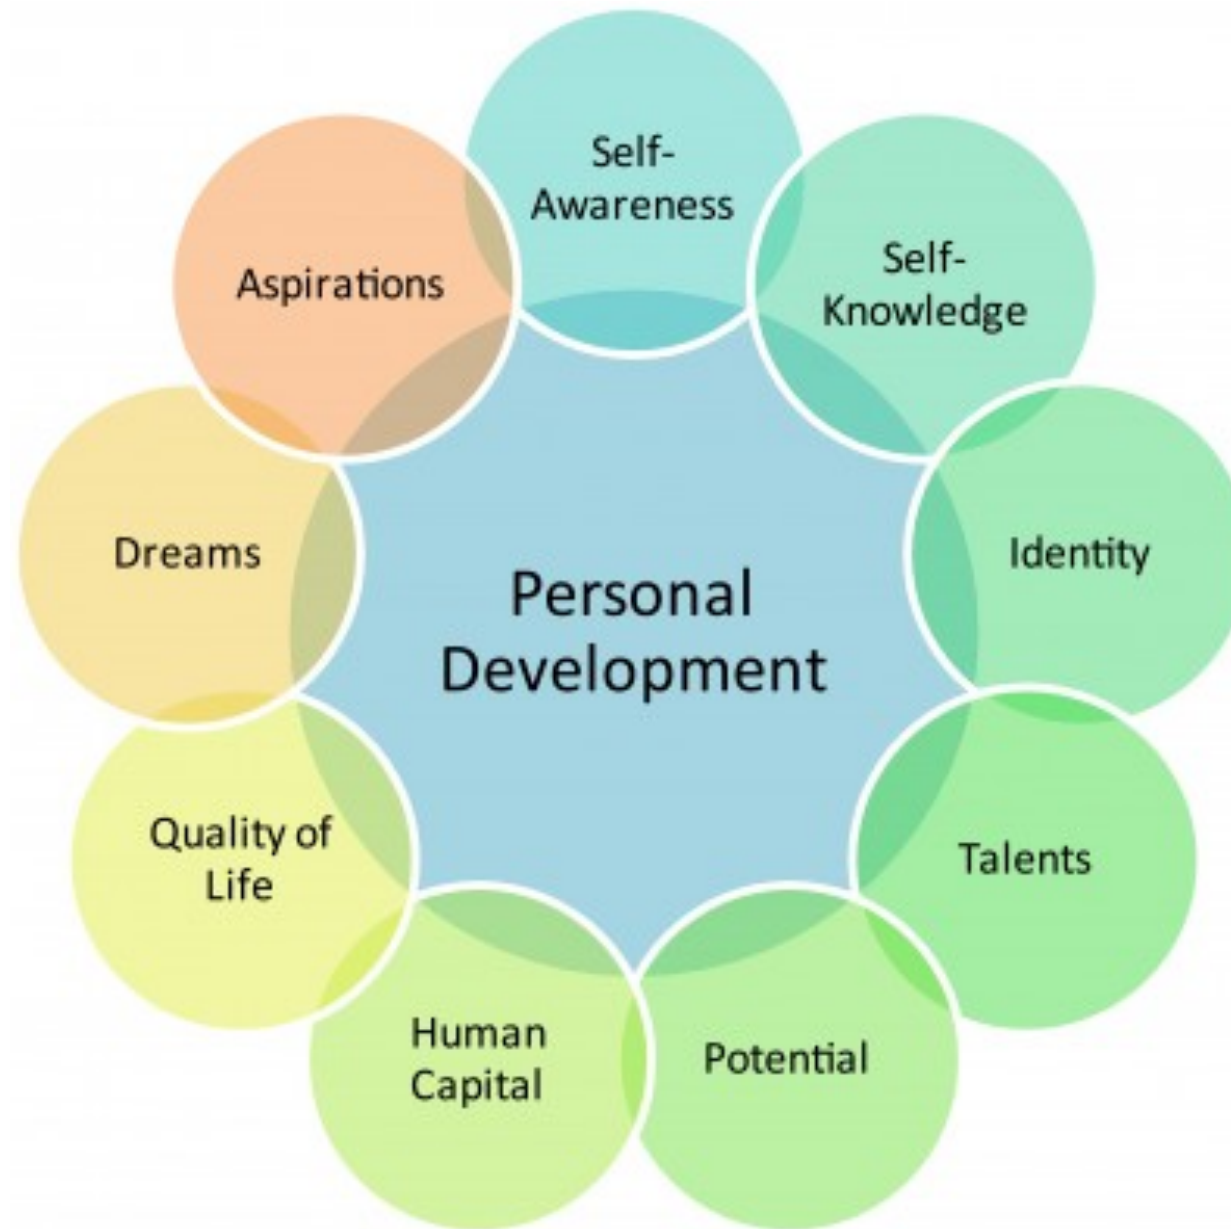 Self-
Awareness
Self-
Knowledge
Identity
Talents
Potential
Human
Capital
Quality of
Life
Dreams
Aspirations
Personal
Development